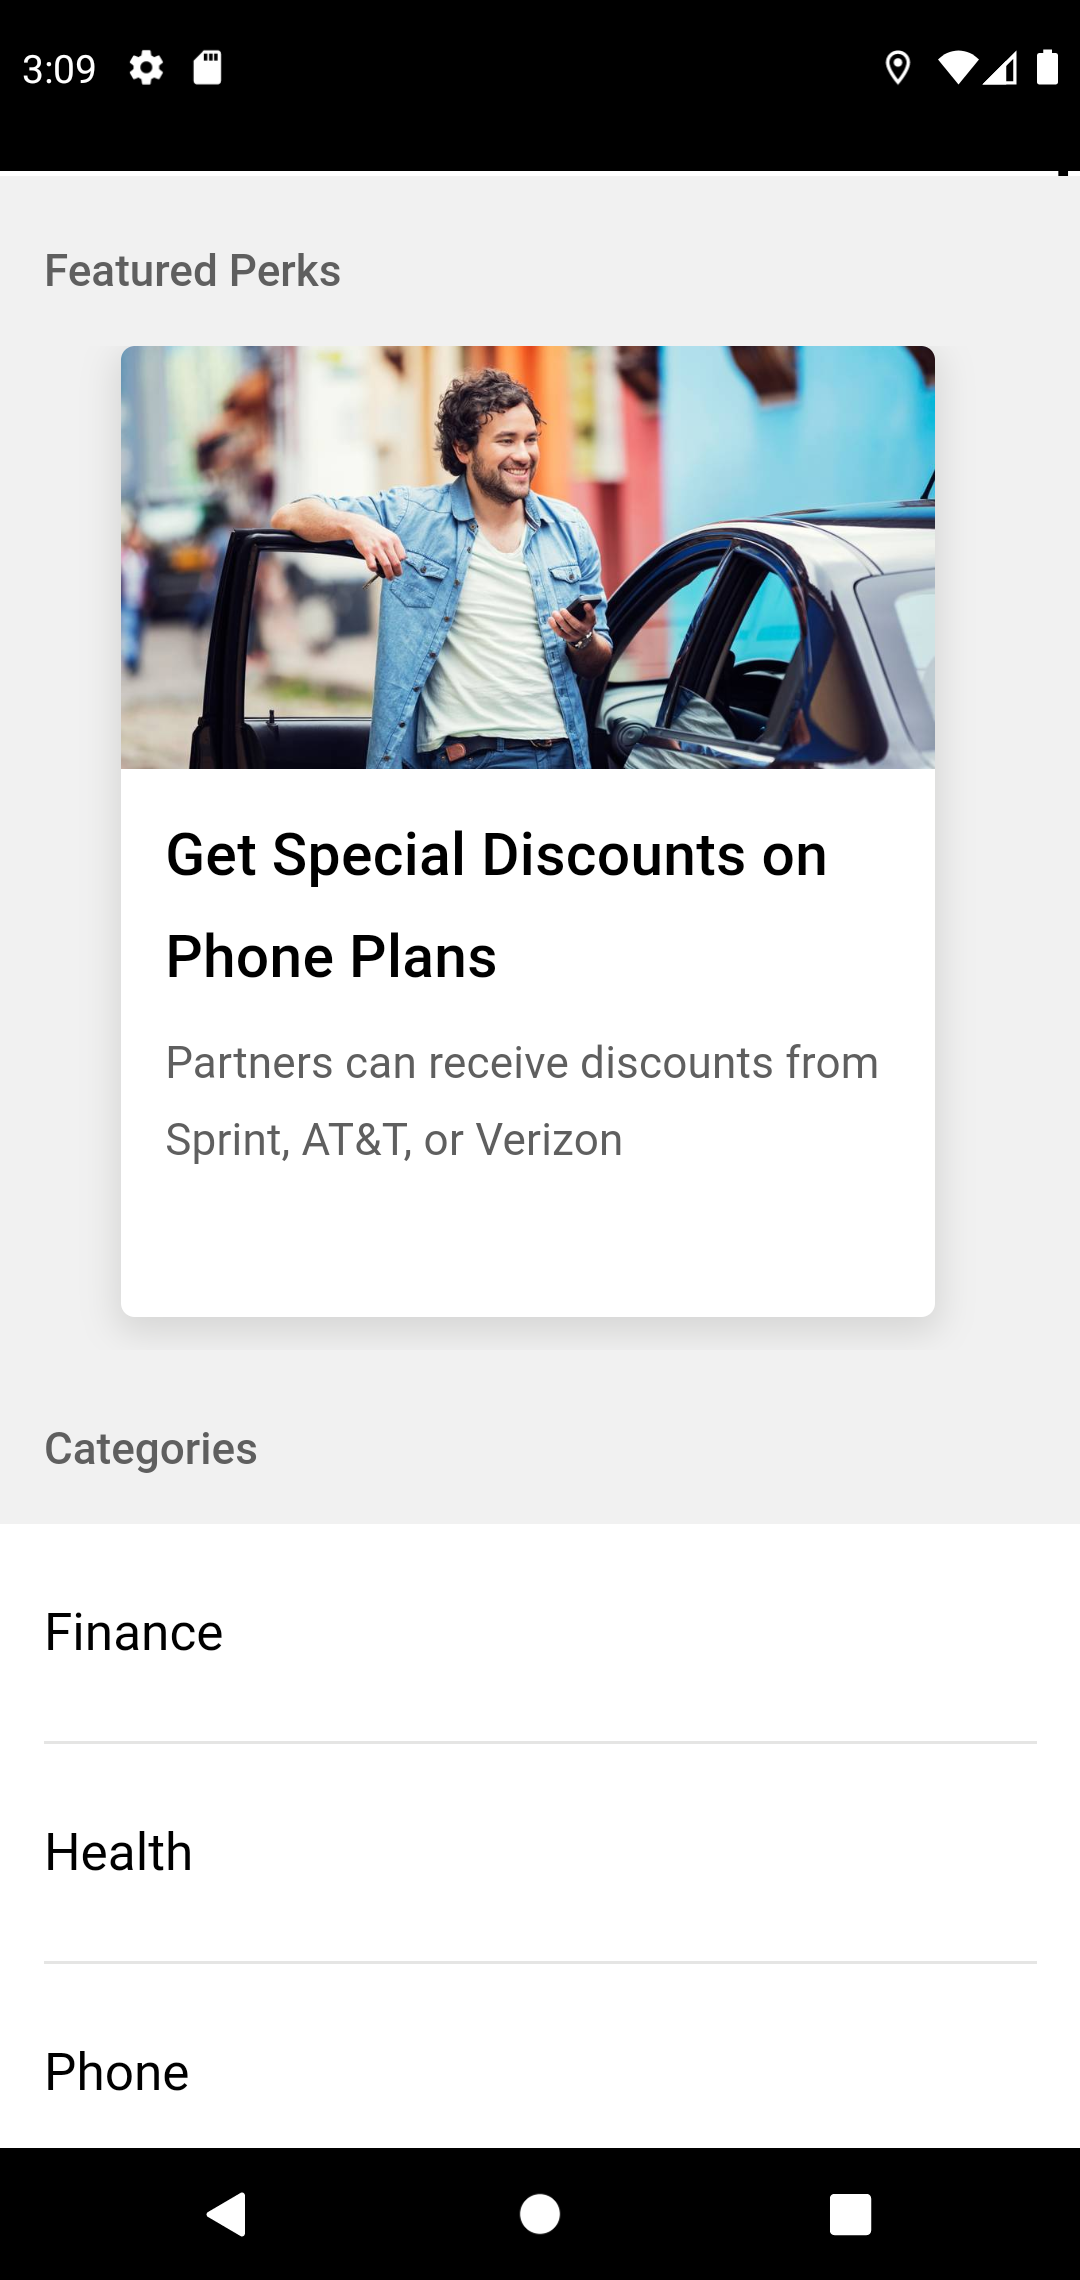 3:09
Featured Perks
Get Special Discounts on
Phone Plans
Partners can receive discounts from
Sprint, AT&T, or Verizon
Categories
Finance
Health
Phone